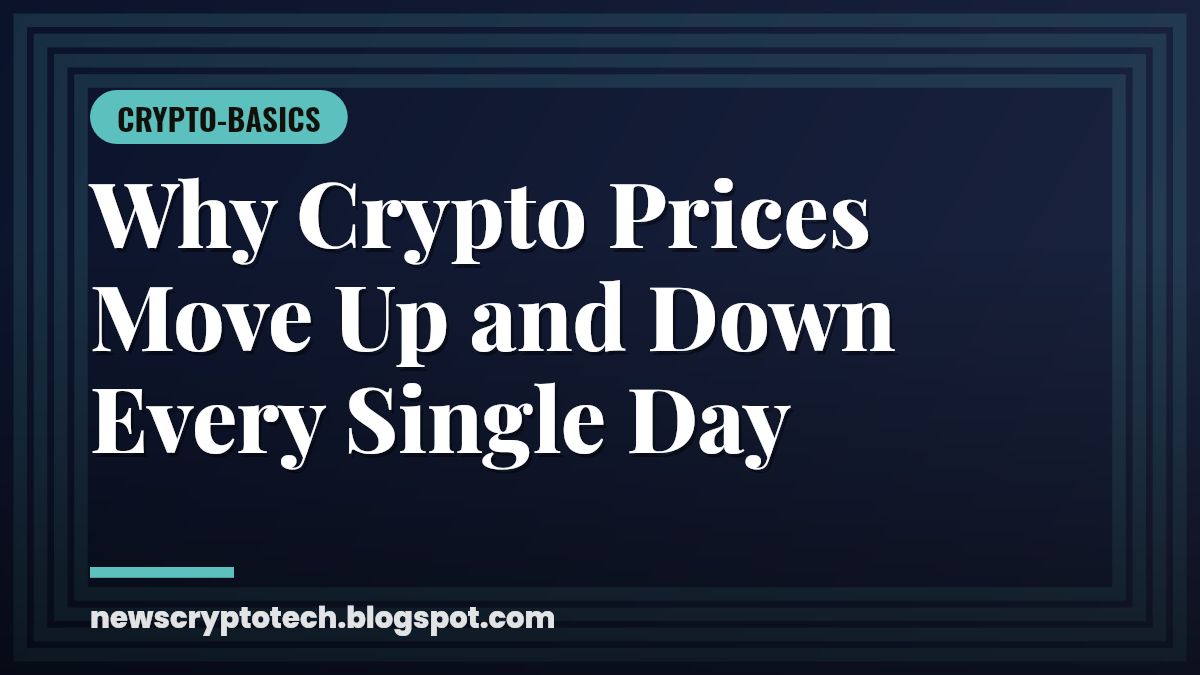 CRYPTO-BASICS
Why Crypto Prices
Move Up and Down
Every Single Day
newscryptotech.blogspot.com